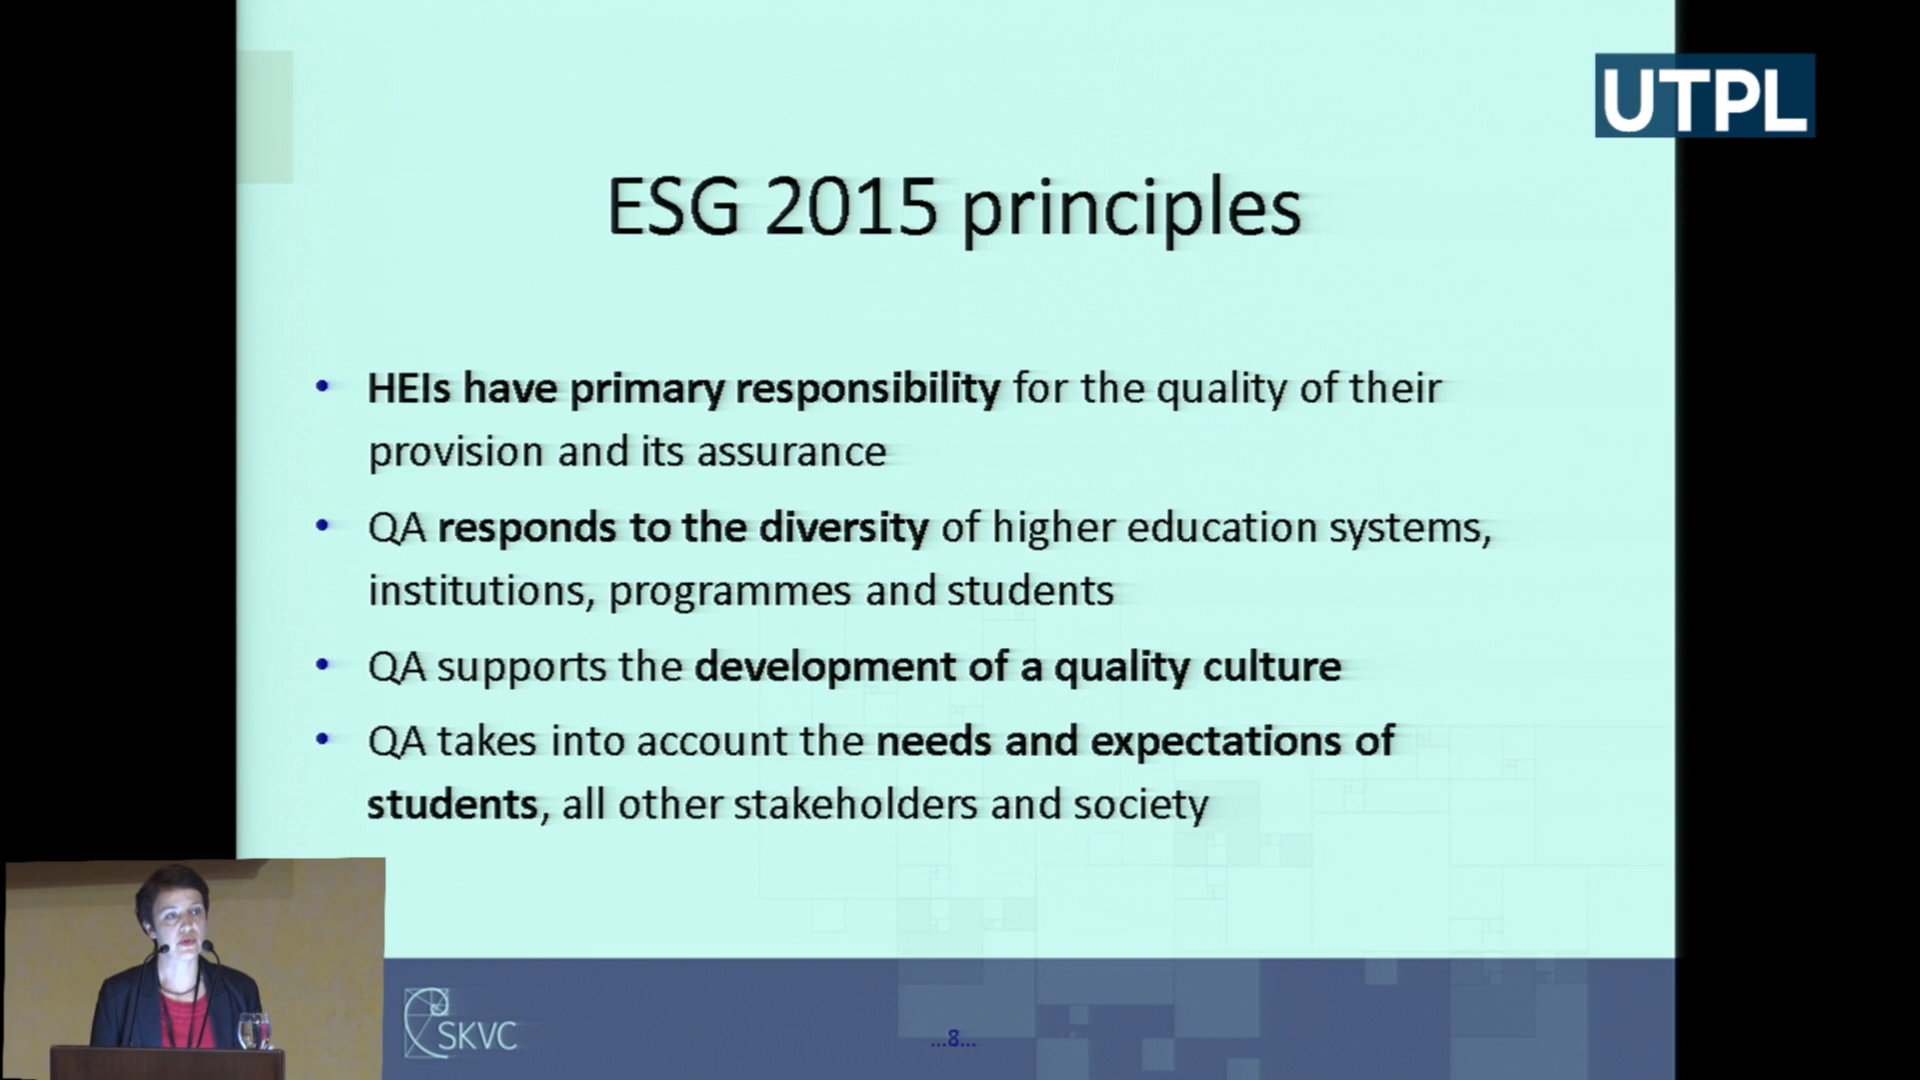 UTPL
ESG 2015 principles
• HEIs have primary responsibility for the quality of their
provision and its assurance
• QA responds to the diversity of higher education systems,
institutions, programmes and students
• QA supports the development of a quality culture
• QA takes into account the needs and expectations of
students, all other stakeholders and society
SKVC
...8...